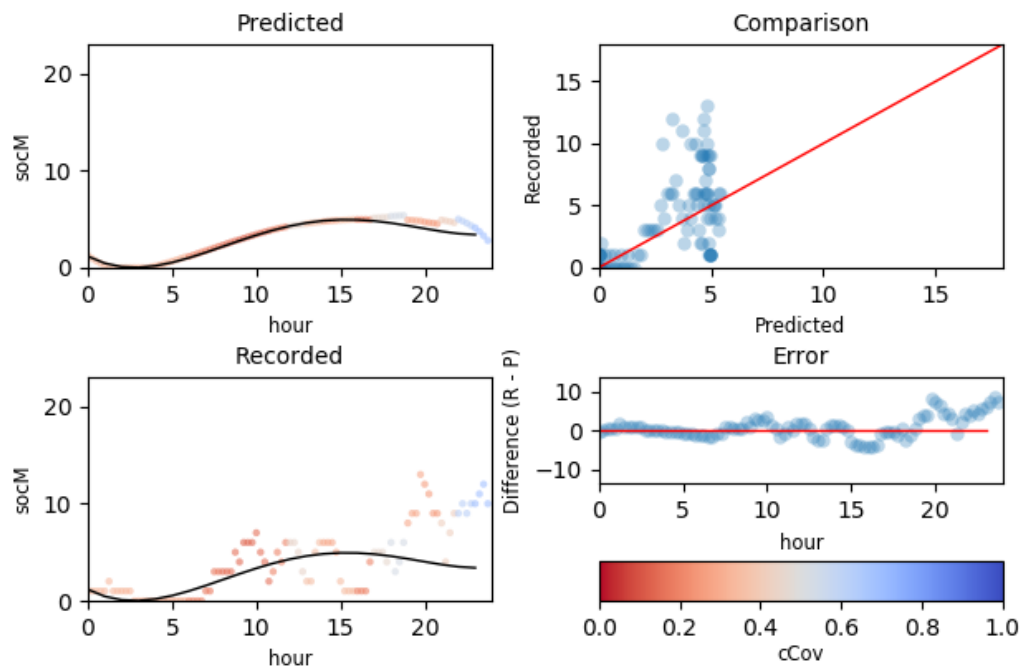 Predicted
socM
20
10
0
0 5 10 15 20
hour
Comparison
Recorded
15
10
5
0
0 5 10 15
Predicted
Recorded
socM
20
10
0
0 5 10 15 20
hour
Error
Difference (R - P)
10
0
−10
0 5 10 15 20
hour
0.0 0.2 0.4 0.6 0.8 1.0
cCov